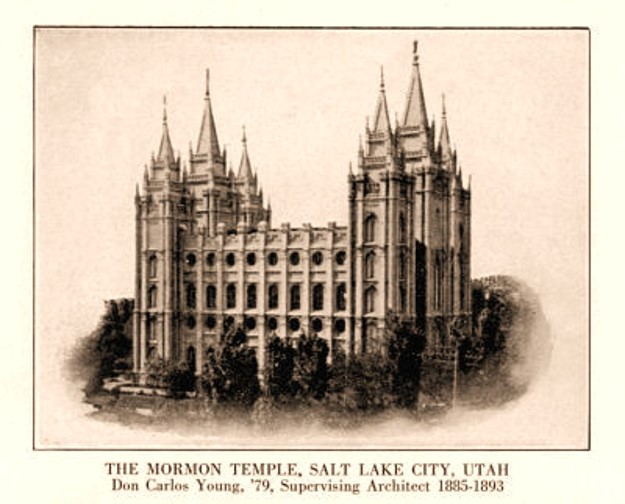 THE MORMON TEMPLE, SALT LAKE CITY, UTAH
Don Carlos Young, '79, Supervising Architect 1885-1893